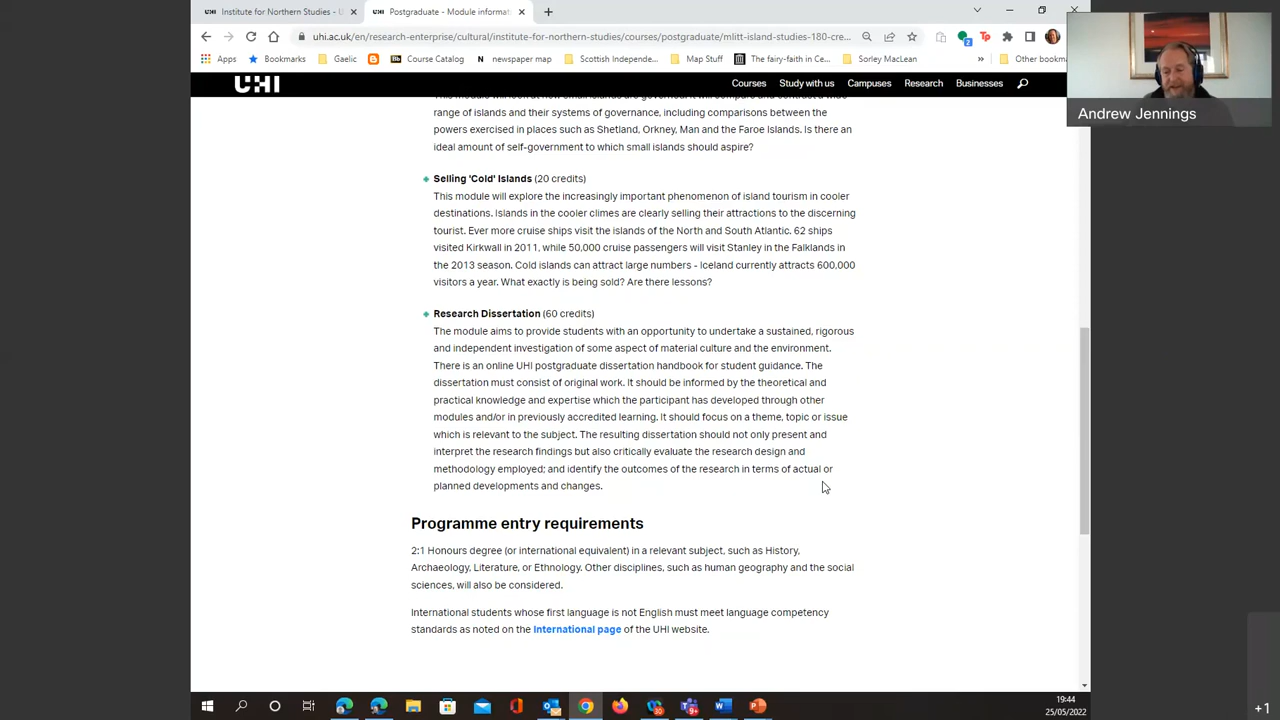 Institute for Northern Studies - U
Postgraduate - Module informat
uhi.ac.uk/en/research-enterprise/cultural/institute-for-northern-studies/courses/postgraduate/mlitt-island-studies-180-cre...
Apps Bookmarks Gaelic Course Catalog newspaper map Scottish Independe... Map Stuff The fairy-faith in Ce... Sorley MacLean » Other bookm
UHI Courses Study with us Campuses Research Businesses
Andrew Jennings
range of islands and their systems of governance, including comparisons between the
powers exercised in places such as Shetland, Orkney, Man and the Faroe Islands. Is there an
ideal amount of self-government to which small islands should aspire?
Selling 'Cold' Islands (20 credits)
This module will explore the increasingly important phenomenon of island tourism in cooler
destinations. Islands in the cooler climes are clearly selling their attractions to the discerning
tourist. Ever more cruise ships visit the islands of the North and South Atlantic. 62 ships
visited Kirkwall in 2011, while 50,000 cruise passengers will visit Stanley in the Falklands in
the 2013 season. Cold islands can attract large numbers - Iceland currently attracts 600,000
visitors a year. What exactly is being sold? Are there lessons?
Research Dissertation (60 credits)
The module aims to provide students with an opportunity to undertake a sustained, rigorous
and independent investigation of some aspect of material culture and the environment.
There is an online UHI postgraduate dissertation handbook for student guidance. The
dissertation must consist of original work. It should be informed by the theoretical and
practical knowledge and expertise which the participant has developed through other
modules and/or in previously accredited learning. It should focus on a theme, topic or issue
which is relevant to the subject. The resulting dissertation should not only present and
interpret the research findings but also critically evaluate the research design and
methodology employed; and identify the outcomes of the research in terms of actual or
planned developments and changes.
Programme entry requirements
2:1 Honours degree (or international equivalent) in a relevant subject, such as History,
Archaeology, Literature, or Ethnology. Other disciplines, such as human geography and the social
sciences, will also be considered.
International students whose first language is not English must meet language competency
standards as noted on the International page of the UHI website.
19:44
25/05/2022
+1